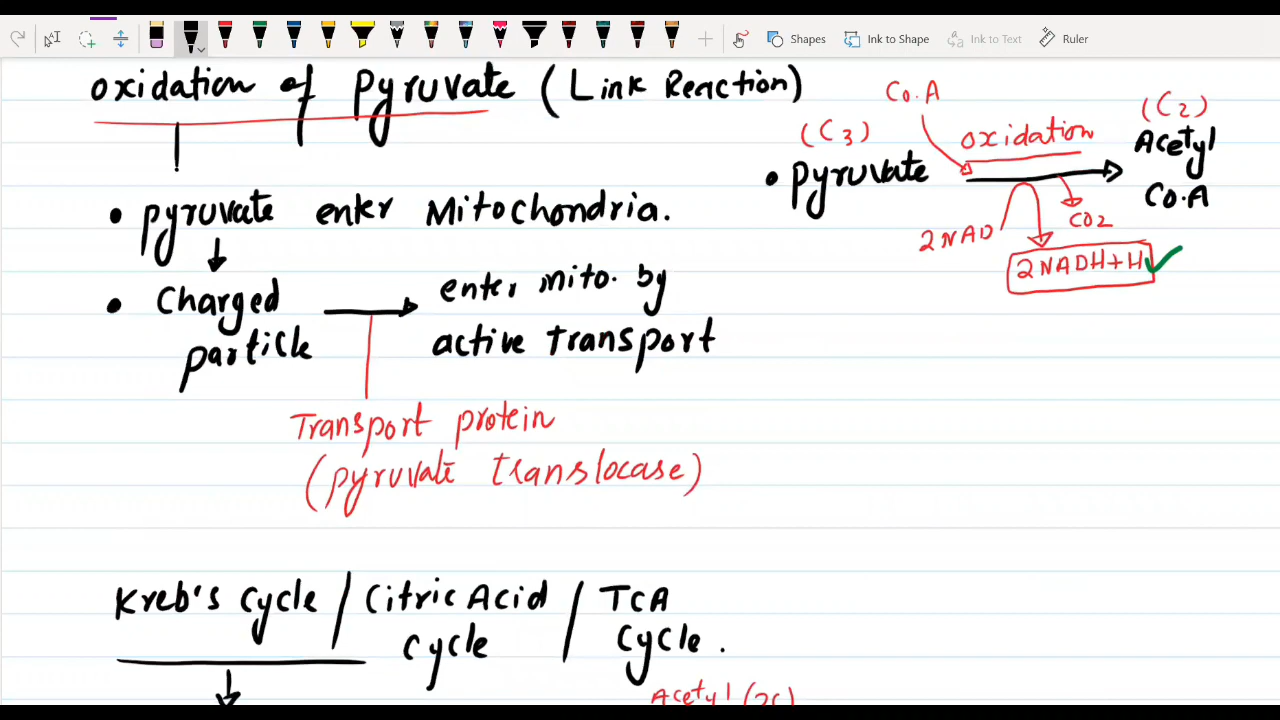 Shapes
Ink to Shape
Ink to Text
Ruler
Oxidation of Pyruvate (Link Reaction)
• Pyruvate enter Mitochondria.
• Charged particle
enter mito. by active transport
Transport protein
(pyruvate translocase)
Co.A
(C3)
• Pyruvate
oxidation
(C2)
Acetyl
Co.A
CO2
2NAD
2NADH+H
Kreb's Cycle / Citric Acid Cycle / TCA Cycle.
Acetyl (2C)